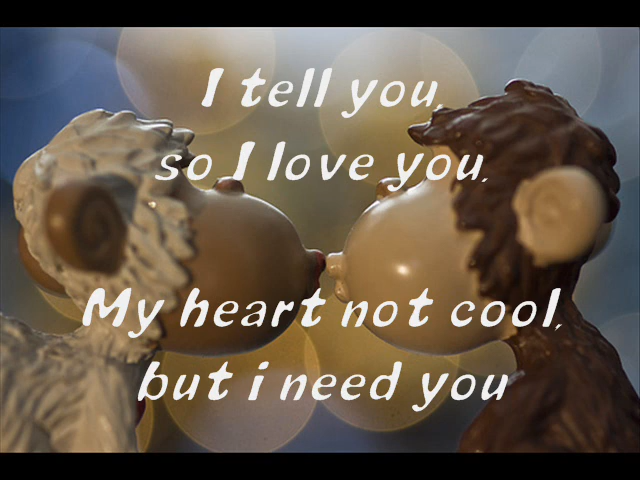 I tell you,
so I love you,
My heart not cool,
but i need you